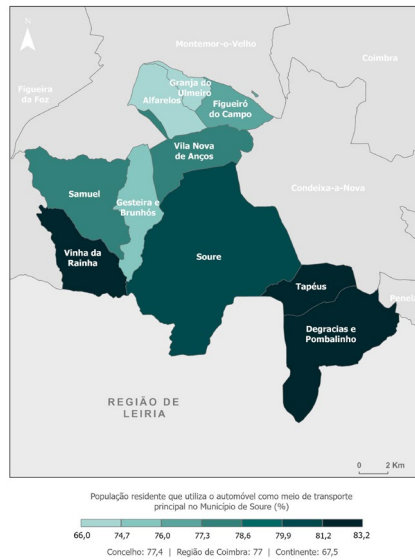 N
Montemor-o-Velho
Coimbra
Figueira
da Foz
Granja do
Ulmeiro
Alfarelos
Figueiró
do Campo
Vila Nova
de Anços
Samuel
Gesteira e
Brunhós
Condeixa-a-Nova
Vinha da
Rainha
Soure
Tapéus
Penela
Degracias e
Pombalinho
REGIÃO DE
LEIRIA
0 2 Km
População residente que utiliza o automóvel como meio de transporte
principal no Município de Soure (%)
66,0 74,7 76,0 77,3 78,6 79,9 81,2 83,2
Concelho: 77,4 | Região de Coimbra: 77 | Continente: 67,5